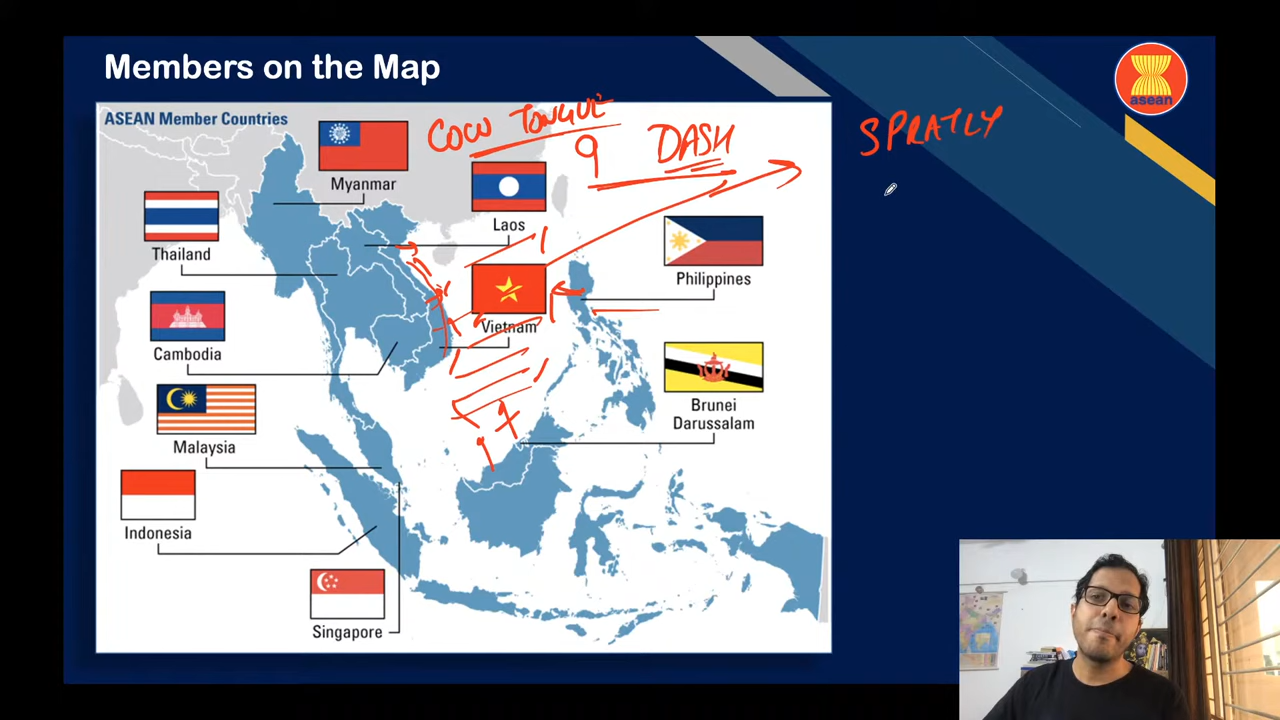 Members on the Map
asean
ASEAN Member Countries
COW TONGUE
9 DASH
SPRATLY
Myanmar
Laos
Thailand
Philippines
Cambodia
Vietnam
Malaysia
Brunei
Darussalam
Indonesia
Singapore